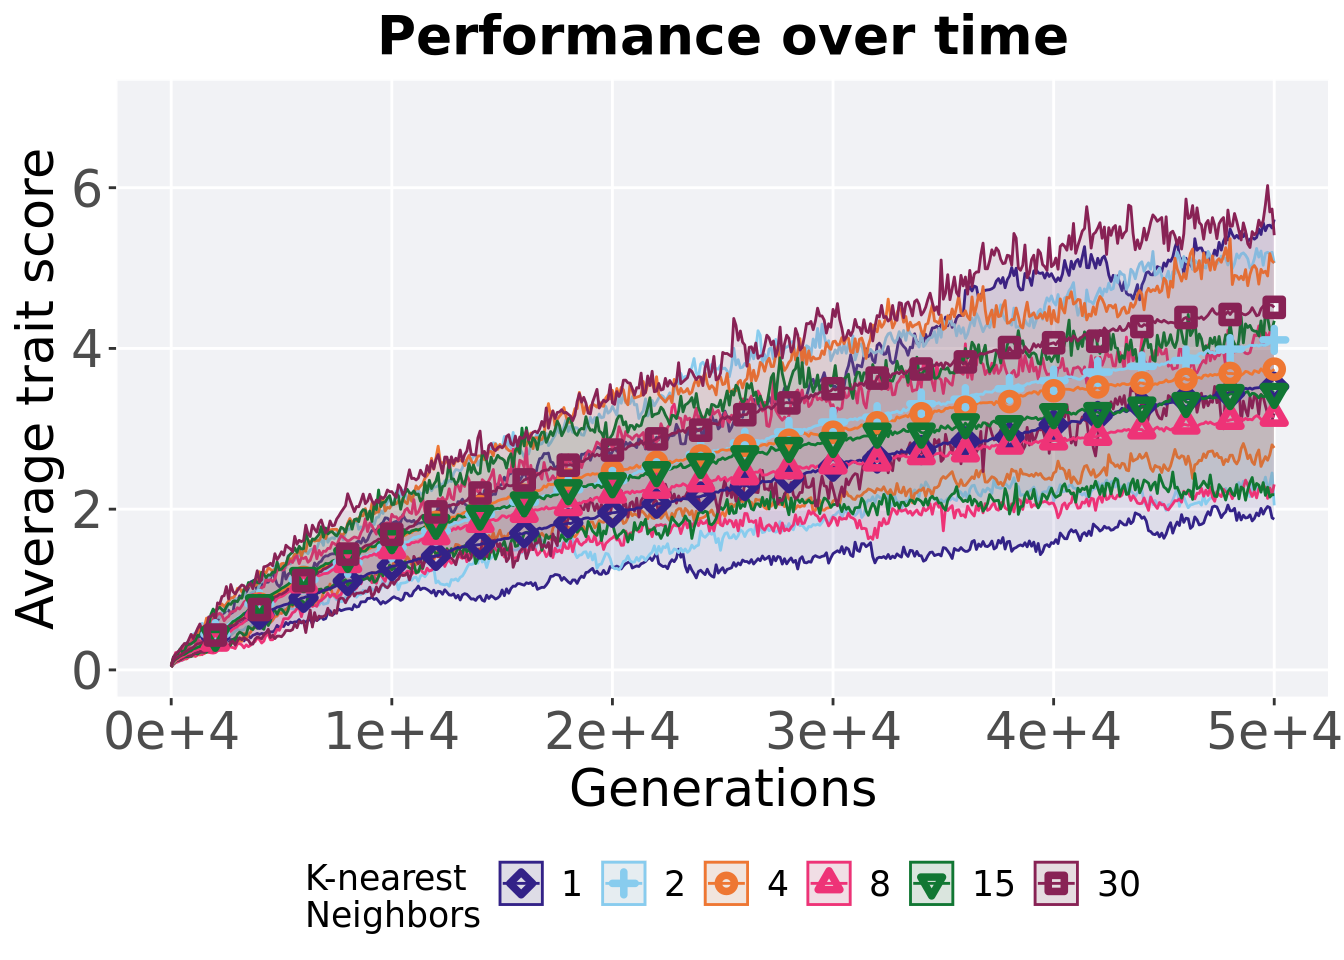 Performance over time
Average trait score
6
4
2
0
0e+4 1e+4 2e+4 3e+4 4e+4 5e+4
Generations
K-nearest
Neighbors
1 2 4 8 15 30